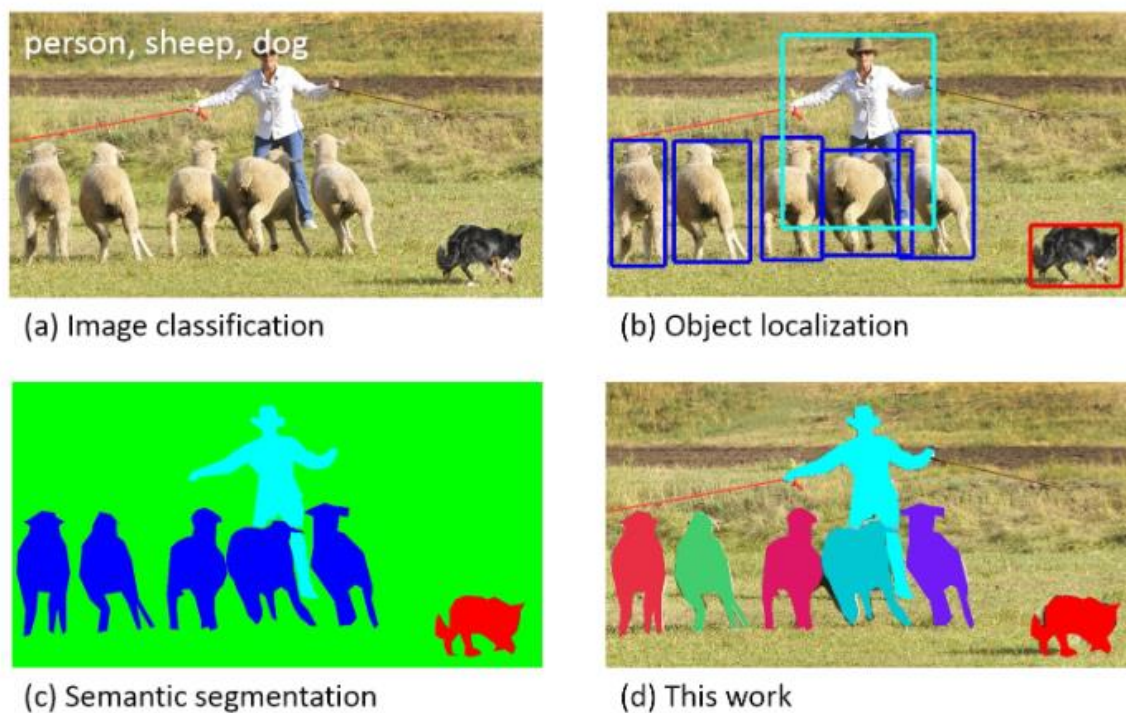 person, sheep, dog
(a) Image classification
(b) Object localization
(c) Semantic segmentation
(d) This work